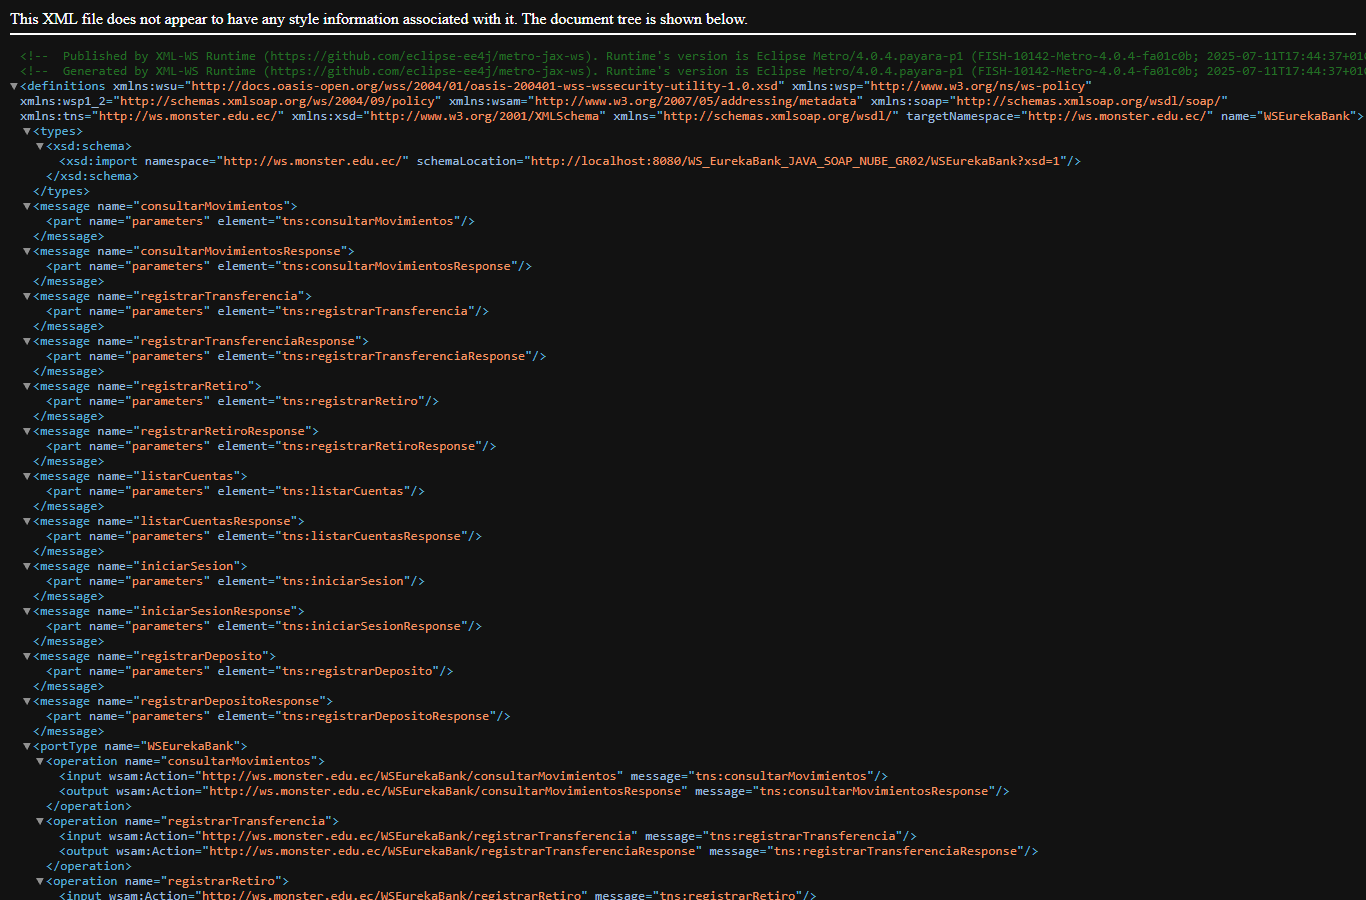 This XML file does not appear to have any style information associated with it. The document tree is shown below.
<!-- Published by XML-WS Runtime (https://github.com/eclipse-ee4j/metro-jax-ws). Runtime's version is Eclipse Metro/4.0.4.payara-p1 (FISH-10142-Metro-4.0.4-fa01c0b; 2025-07-11T17:44:37+010
<!-- Generated by XML-WS Runtime (https://github.com/eclipse-ee4j/metro-jax-ws). Runtime's version is Eclipse Metro/4.0.4.payara-p1 (FISH-10142-Metro-4.0.4-fa01c0b; 2025-07-11T17:44:37+010
▼<definitions xmlns:wsu="http://docs.oasis-open.org/wss/2004/01/oasis-200401-wss-wssecurity-utility-1.0.xsd" xmlns:wsp="http://www.w3.org/ns/ws-policy"
xmlns:wsp1_2="http://schemas.xmlsoap.org/ws/2004/09/policy" xmlns:wsam="http://www.w3.org/2007/05/addressing/metadata" xmlns:soap="http://schemas.xmlsoap.org/wsdl/soap/"
xmlns:tns="http://ws.monster.edu.ec/" xmlns:xsd="http://www.w3.org/2001/XMLSchema" xmlns="http://schemas.xmlsoap.org/wsdl/" targetNamespace="http://ws.monster.edu.ec/" name="WSEurekaBank">
▼<types>
▼<xsd:schema>
<xsd:import namespace="http://ws.monster.edu.ec/" schemaLocation="http://localhost:8080/WS_EurekaBank_JAVA_SOAP_NUBE_GR02/WSEurekaBank?xsd=1"/>
</xsd:schema>
</types>
▼<message name="consultarMovimientos">
<part name="parameters" element="tns:consultarMovimientos"/>
</message>
▼<message name="consultarMovimientosResponse">
<part name="parameters" element="tns:consultarMovimientosResponse"/>
</message>
▼<message name="registrarTransferencia">
<part name="parameters" element="tns:registrarTransferencia"/>
</message>
▼<message name="registrarTransferenciaResponse">
<part name="parameters" element="tns:registrarTransferenciaResponse"/>
</message>
▼<message name="registrarRetiro">
<part name="parameters" element="tns:registrarRetiro"/>
</message>
▼<message name="registrarRetiroResponse">
<part name="parameters" element="tns:registrarRetiroResponse"/>
</message>
▼<message name="listarCuentas">
<part name="parameters" element="tns:listarCuentas"/>
</message>
▼<message name="listarCuentasResponse">
<part name="parameters" element="tns:listarCuentasResponse"/>
</message>
▼<message name="iniciarSesion">
<part name="parameters" element="tns:iniciarSesion"/>
</message>
▼<message name="iniciarSesionResponse">
<part name="parameters" element="tns:iniciarSesionResponse"/>
</message>
▼<message name="registrarDeposito">
<part name="parameters" element="tns:registrarDeposito"/>
</message>
▼<message name="registrarDepositoResponse">
<part name="parameters" element="tns:registrarDepositoResponse"/>
</message>
▼<portType name="WSEurekaBank">
▼<operation name="consultarMovimientos">
<input wsam:Action="http://ws.monster.edu.ec/WSEurekaBank/consultarMovimientos" message="tns:consultarMovimientos"/>
<output wsam:Action="http://ws.monster.edu.ec/WSEurekaBank/consultarMovimientosResponse" message="tns:consultarMovimientosResponse"/>
</operation>
▼<operation name="registrarTransferencia">
<input wsam:Action="http://ws.monster.edu.ec/WSEurekaBank/registrarTransferencia" message="tns:registrarTransferencia"/>
<output wsam:Action="http://ws.monster.edu.ec/WSEurekaBank/registrarTransferenciaResponse" message="tns:registrarTransferenciaResponse"/>
</operation>
▼<operation name="registrarRetiro">
<input wsam:Action="http://ws.monster.edu.ec/WSEurekaBank/registrarRetiro" message="tns:registrarRetiro"/>